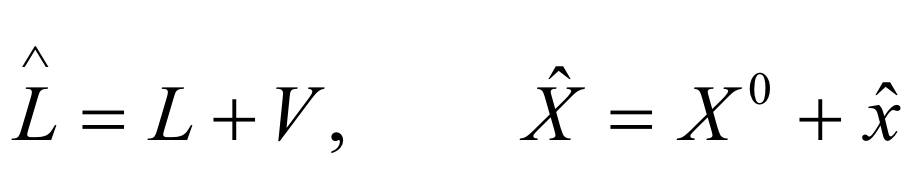 L̂ = L + V,    X̂ = X⁰ + x̂